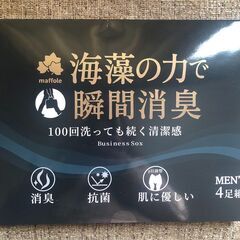 maffole
海藻の力で
瞬間消臭
100回洗っても続く清潔感
Business Sox
消臭
抗菌
肌に優しい
MEN'
4足組